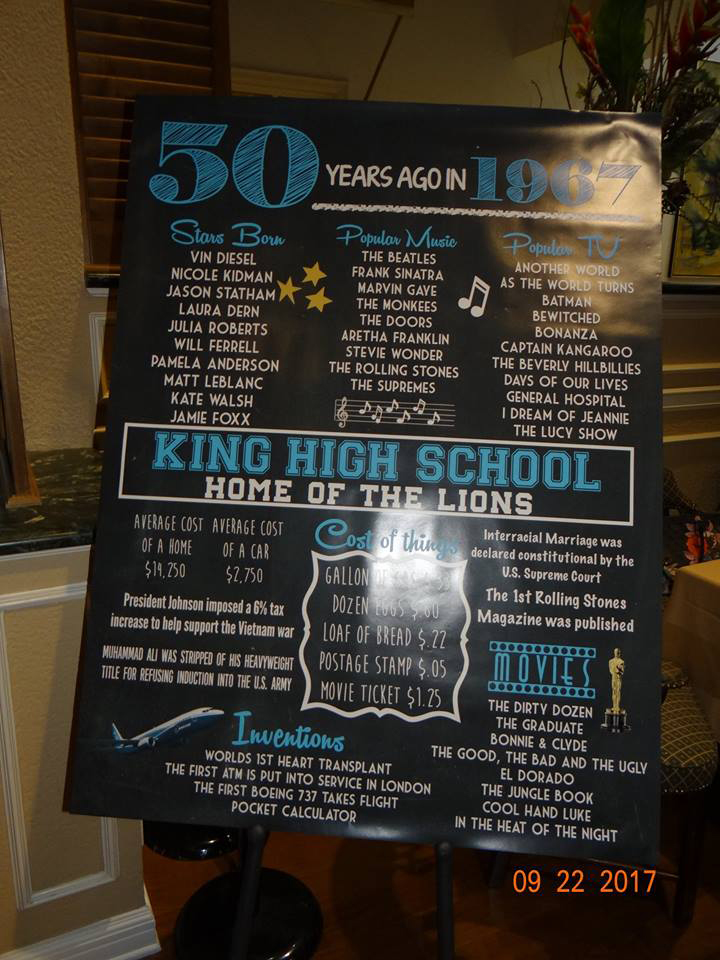 50 YEARS AGO IN 1967
Stars Born
VIN DIESEL
NICOLE KIDMAN
JASON STATHAM
LAURA DERN
JULIA ROBERTS
WILL FERRELL
PAMELA ANDERSON
MATT LEBLANC
KATE WALSH
JAMIE FOXX
Popular Music
THE BEATLES
FRANK SINATRA
MARVIN GAYE
THE MONKEES
THE DOORS
ARETHA FRANKLIN
STEVIE WONDER
THE ROLLING STONES
THE SUPREMES
Popular TV
ANOTHER WORLD
AS THE WORLD TURNS
BATMAN
BEWITCHED
BONANZA
CAPTAIN KANGAROO
THE BEVERLY HILLBILLIES
DAYS OF OUR LIVES
GENERAL HOSPITAL
I DREAM OF JEANNIE
THE LUCY SHOW
KING HIGH SCHOOL
HOME OF THE LIONS
AVERAGE COST
OF A HOME
$14,250
AVERAGE COST
OF A CAR
$2,750
President Johnson imposed a 6% tax
increase to help support the Vietnam war
MUHAMMAD ALI WAS STRIPPED OF HIS HEAVYWEIGHT
TITLE FOR REFUSING INDUCTION INTO THE U.S. ARMY
Cost of things
GALLON OF
DOZEN EGGS $.60
LOAF OF BREAD $.22
POSTAGE STAMP $.05
MOVIE TICKET $1.25
Interracial Marriage was
declared constitutional by the
U.S. Supreme Court
The 1st Rolling Stones
Magazine was published
MOVIES
THE DIRTY DOZEN
THE GRADUATE
BONNIE & CLYDE
THE GOOD, THE BAD AND THE UGLY
EL DORADO
THE JUNGLE BOOK
COOL HAND LUKE
IN THE HEAT OF THE NIGHT
Inventions
WORLDS 1ST HEART TRANSPLANT
THE FIRST ATM IS PUT INTO SERVICE IN LONDON
THE FIRST BOEING 737 TAKES FLIGHT
POCKET CALCULATOR
09 22 2017